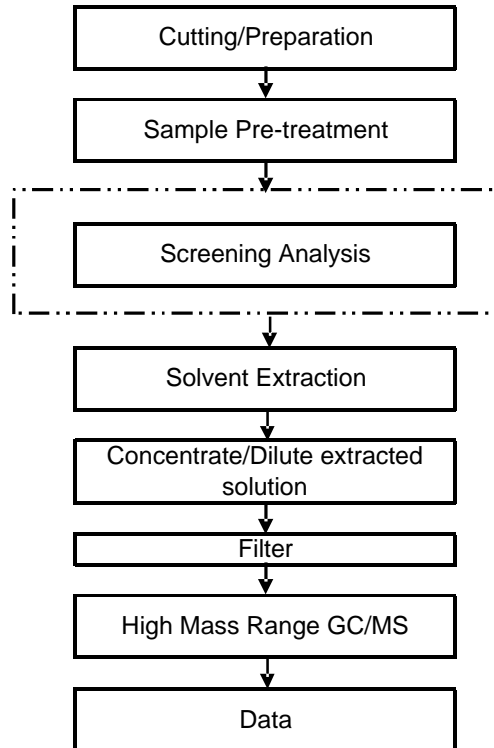 Cutting/Preparation
Sample Pre-treatment
Screening Analysis
Solvent Extraction
Concentrate/Dilute extracted
solution
Filter
High Mass Range GC/MS
Data